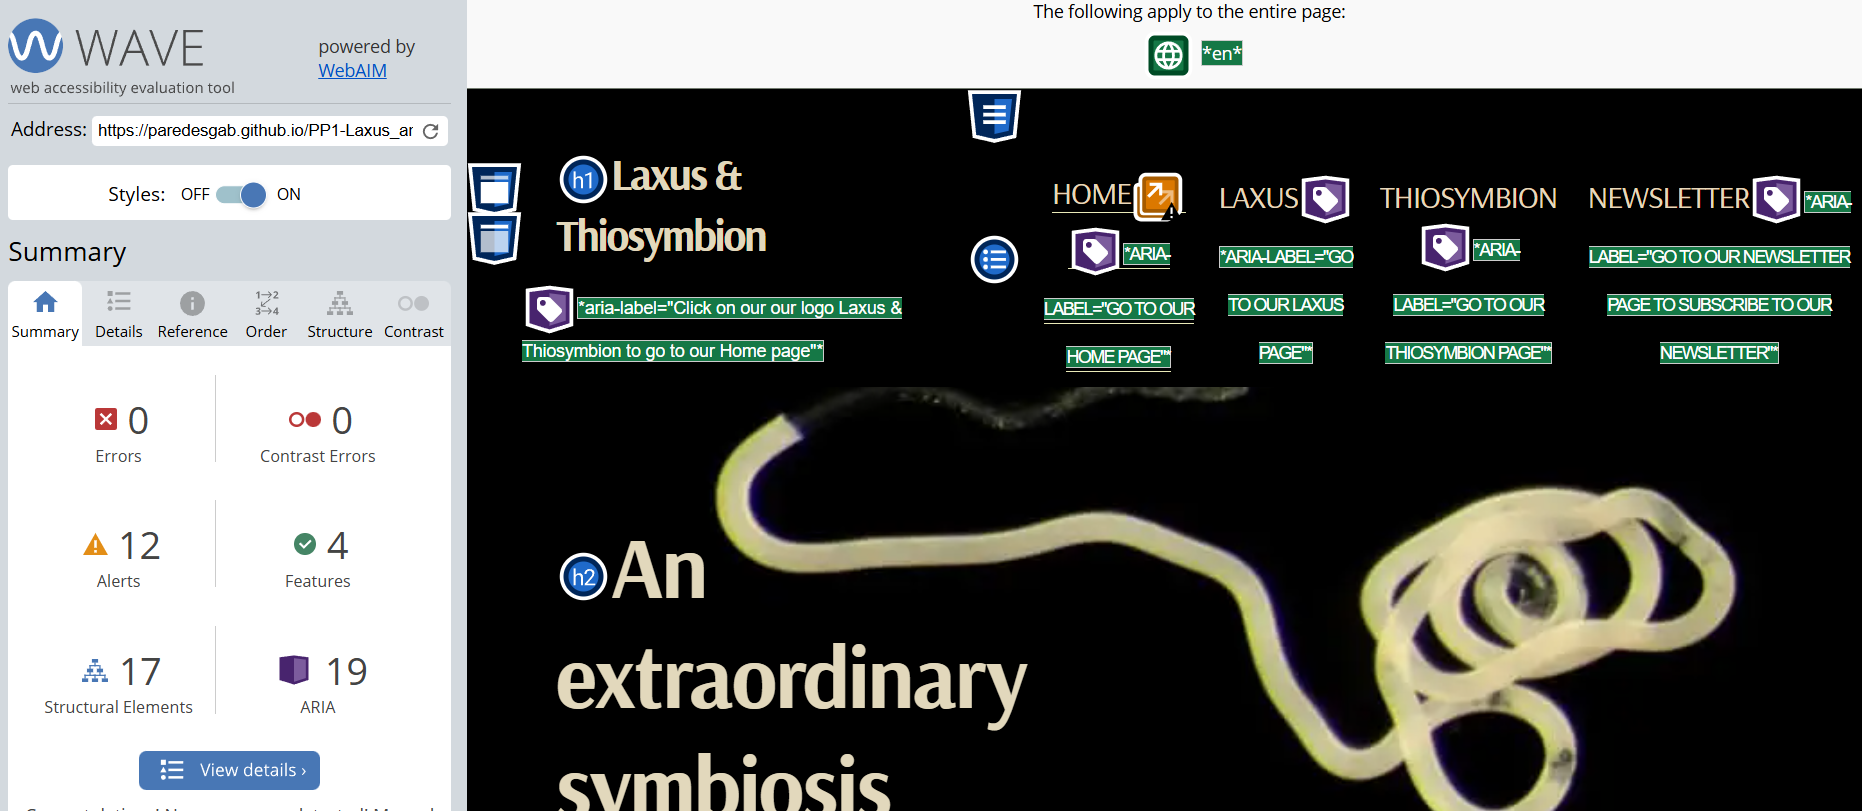 WAVE
powered by
WebAIM
web accessibility evaluation tool
Address: https://paredesgab.github.io/PP1-Laxus_ar
Styles: OFF ON
Summary
Summary Details Reference Order Structure Contrast
0 0
Errors Contrast Errors
12 4
Alerts Features
17 19
Structural Elements ARIA
View details ›
The following apply to the entire page:
*en*
h1 Laxus &
Thiosymbion
*aria-label="Click on our our logo Laxus &
Thiosymbion to go to our Home page"*
HOME
*ARIA-
LABEL="GO TO OUR
HOME PAGE"*
LAXUS
*ARIA-LABEL="GO
TO OUR LAXUS
PAGE"*
THIOSYMBION
*ARIA-
LABEL="GO TO OUR
THIOSYMBION PAGE"*
NEWSLETTER *ARIA-
LABEL="GO TO OUR NEWSLETTER
PAGE TO SUBSCRIBE TO OUR
NEWSLETTER"*
h2 An
extraordinary
symbiosis